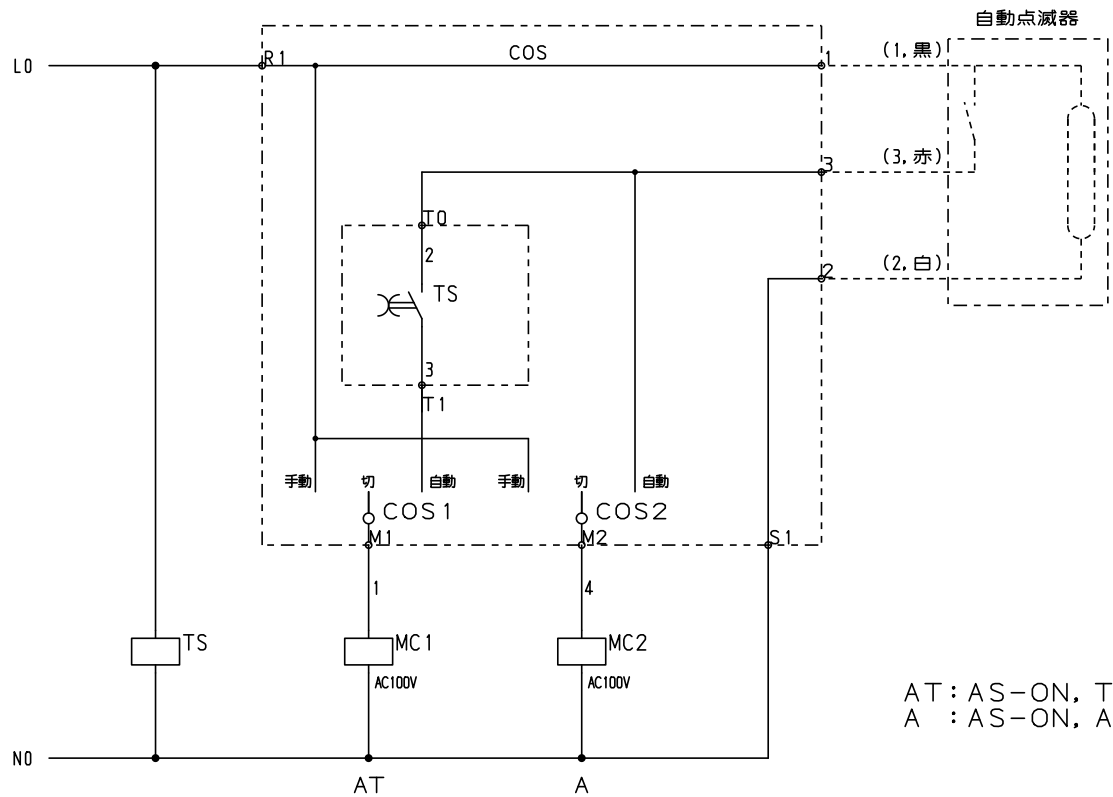 自動点滅器
(1,黒)
COS
R1
1
L0
(3,赤)
3
T0
2
(2,白)
2
TS
3
T1
手動
切
自動
手動
切
自動
COS1
COS2
M1
M2
S1
1
4
TS
MC1
MC2
AC100V
AC100V
AT:AS-ON, T
A :AS-ON, A
N0
AT
A